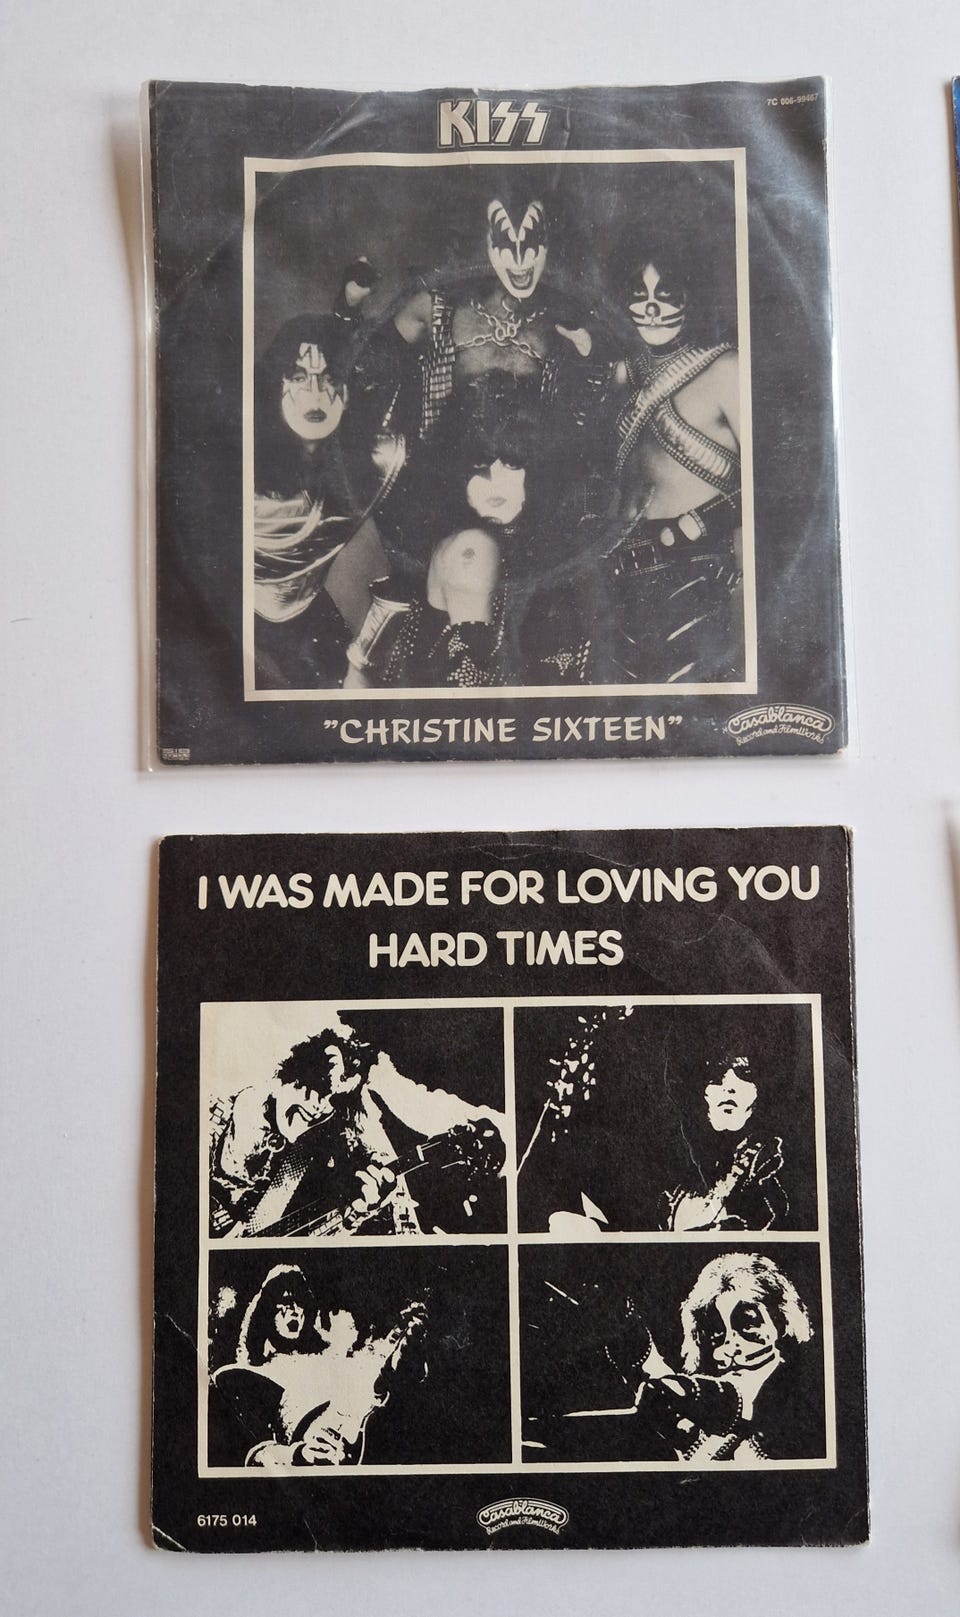 KISS
7C 006-99467
"CHRISTINE SIXTEEN"
Casablanca
Record and FilmWorks
I WAS MADE FOR LOVING YOU
HARD TIMES
6175 014
Casablanca
Record and FilmWorks